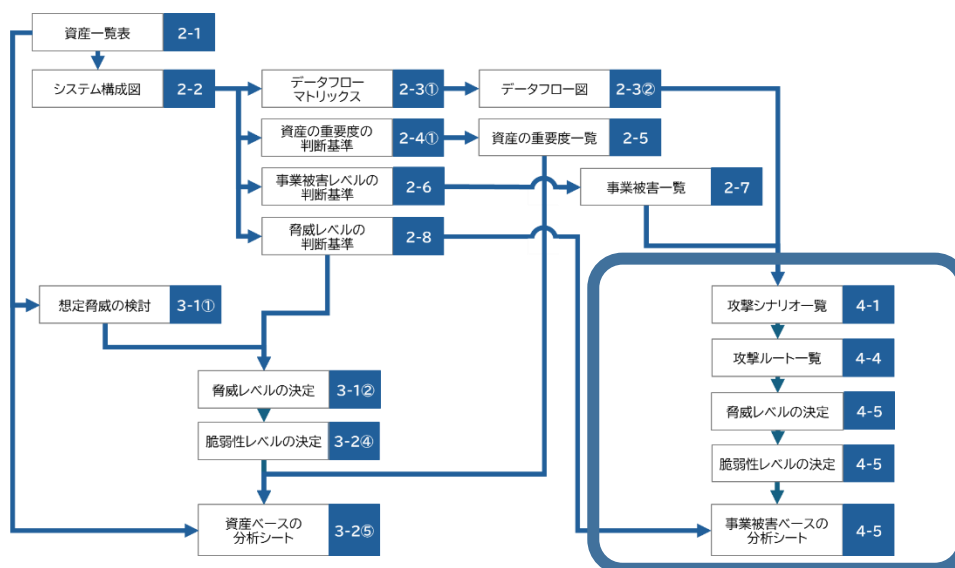 資産一覧表 2-1
システム構成図 2-2
データフロー
マトリックス
2-3①
データフロー図 2-3②
資産の重要度の
判断基準
2-4①
資産の重要度一覧 2-5
事業被害レベルの
判断基準
2-6
事業被害一覧 2-7
脅威レベルの
判断基準
2-8
想定脅威の検討 3-1①
脅威レベルの決定 3-1②
脆弱性レベルの決定 3-2④
資産ベースの
分析シート
3-2⑤
攻撃シナリオ一覧 4-1
攻撃ルート一覧 4-4
脅威レベルの決定 4-5
脆弱性レベルの決定 4-5
事業被害ベースの
分析シート
4-5